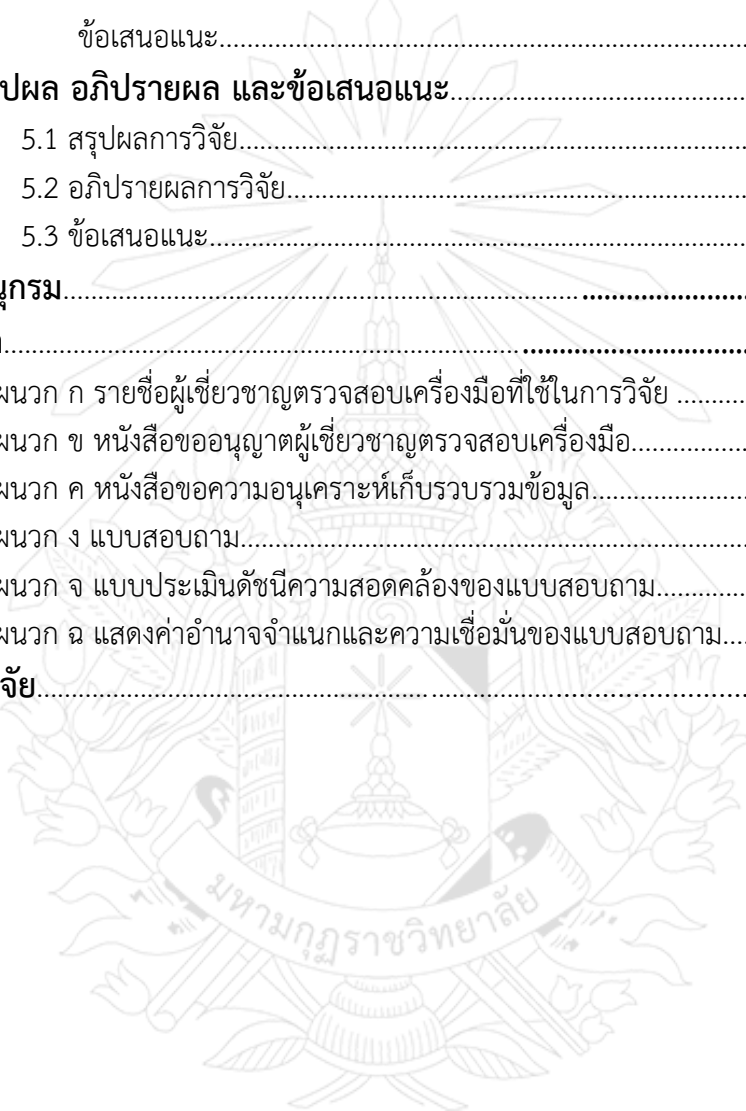 ข้อเสนอแนะ................................................................
ปผล อภิปรายผล และข้อเสนอแนะ................................................................
5.1 สรุปผลการวิจัย................................................................
5.2 อภิปรายผลการวิจัย................................................................
5.3 ข้อเสนอแนะ................................................................
นุกรม................................................................
................................................................
ผนวก ก รายชื่อผู้เชี่ยวชาญตรวจสอบเครื่องมือที่ใช้ในการวิจัย ..........
ผนวก ข หนังสือขออนุญาตผู้เชี่ยวชาญตรวจสอบเครื่องมือ.................
ผนวก ค หนังสือขอความอนุเคราะห์เก็บรวบรวมข้อมูล...................
ผนวก ง แบบสอบถาม................................................................
ผนวก จ แบบประเมินดัชนีความสอดคล้องของแบบสอบถาม.............
ผนวก ฉ แสดงค่าอำนาจจำแนกและความเชื่อมั่นของแบบสอบถาม....
จัย................................................................
มหามกุฏราชวิทยาลัย